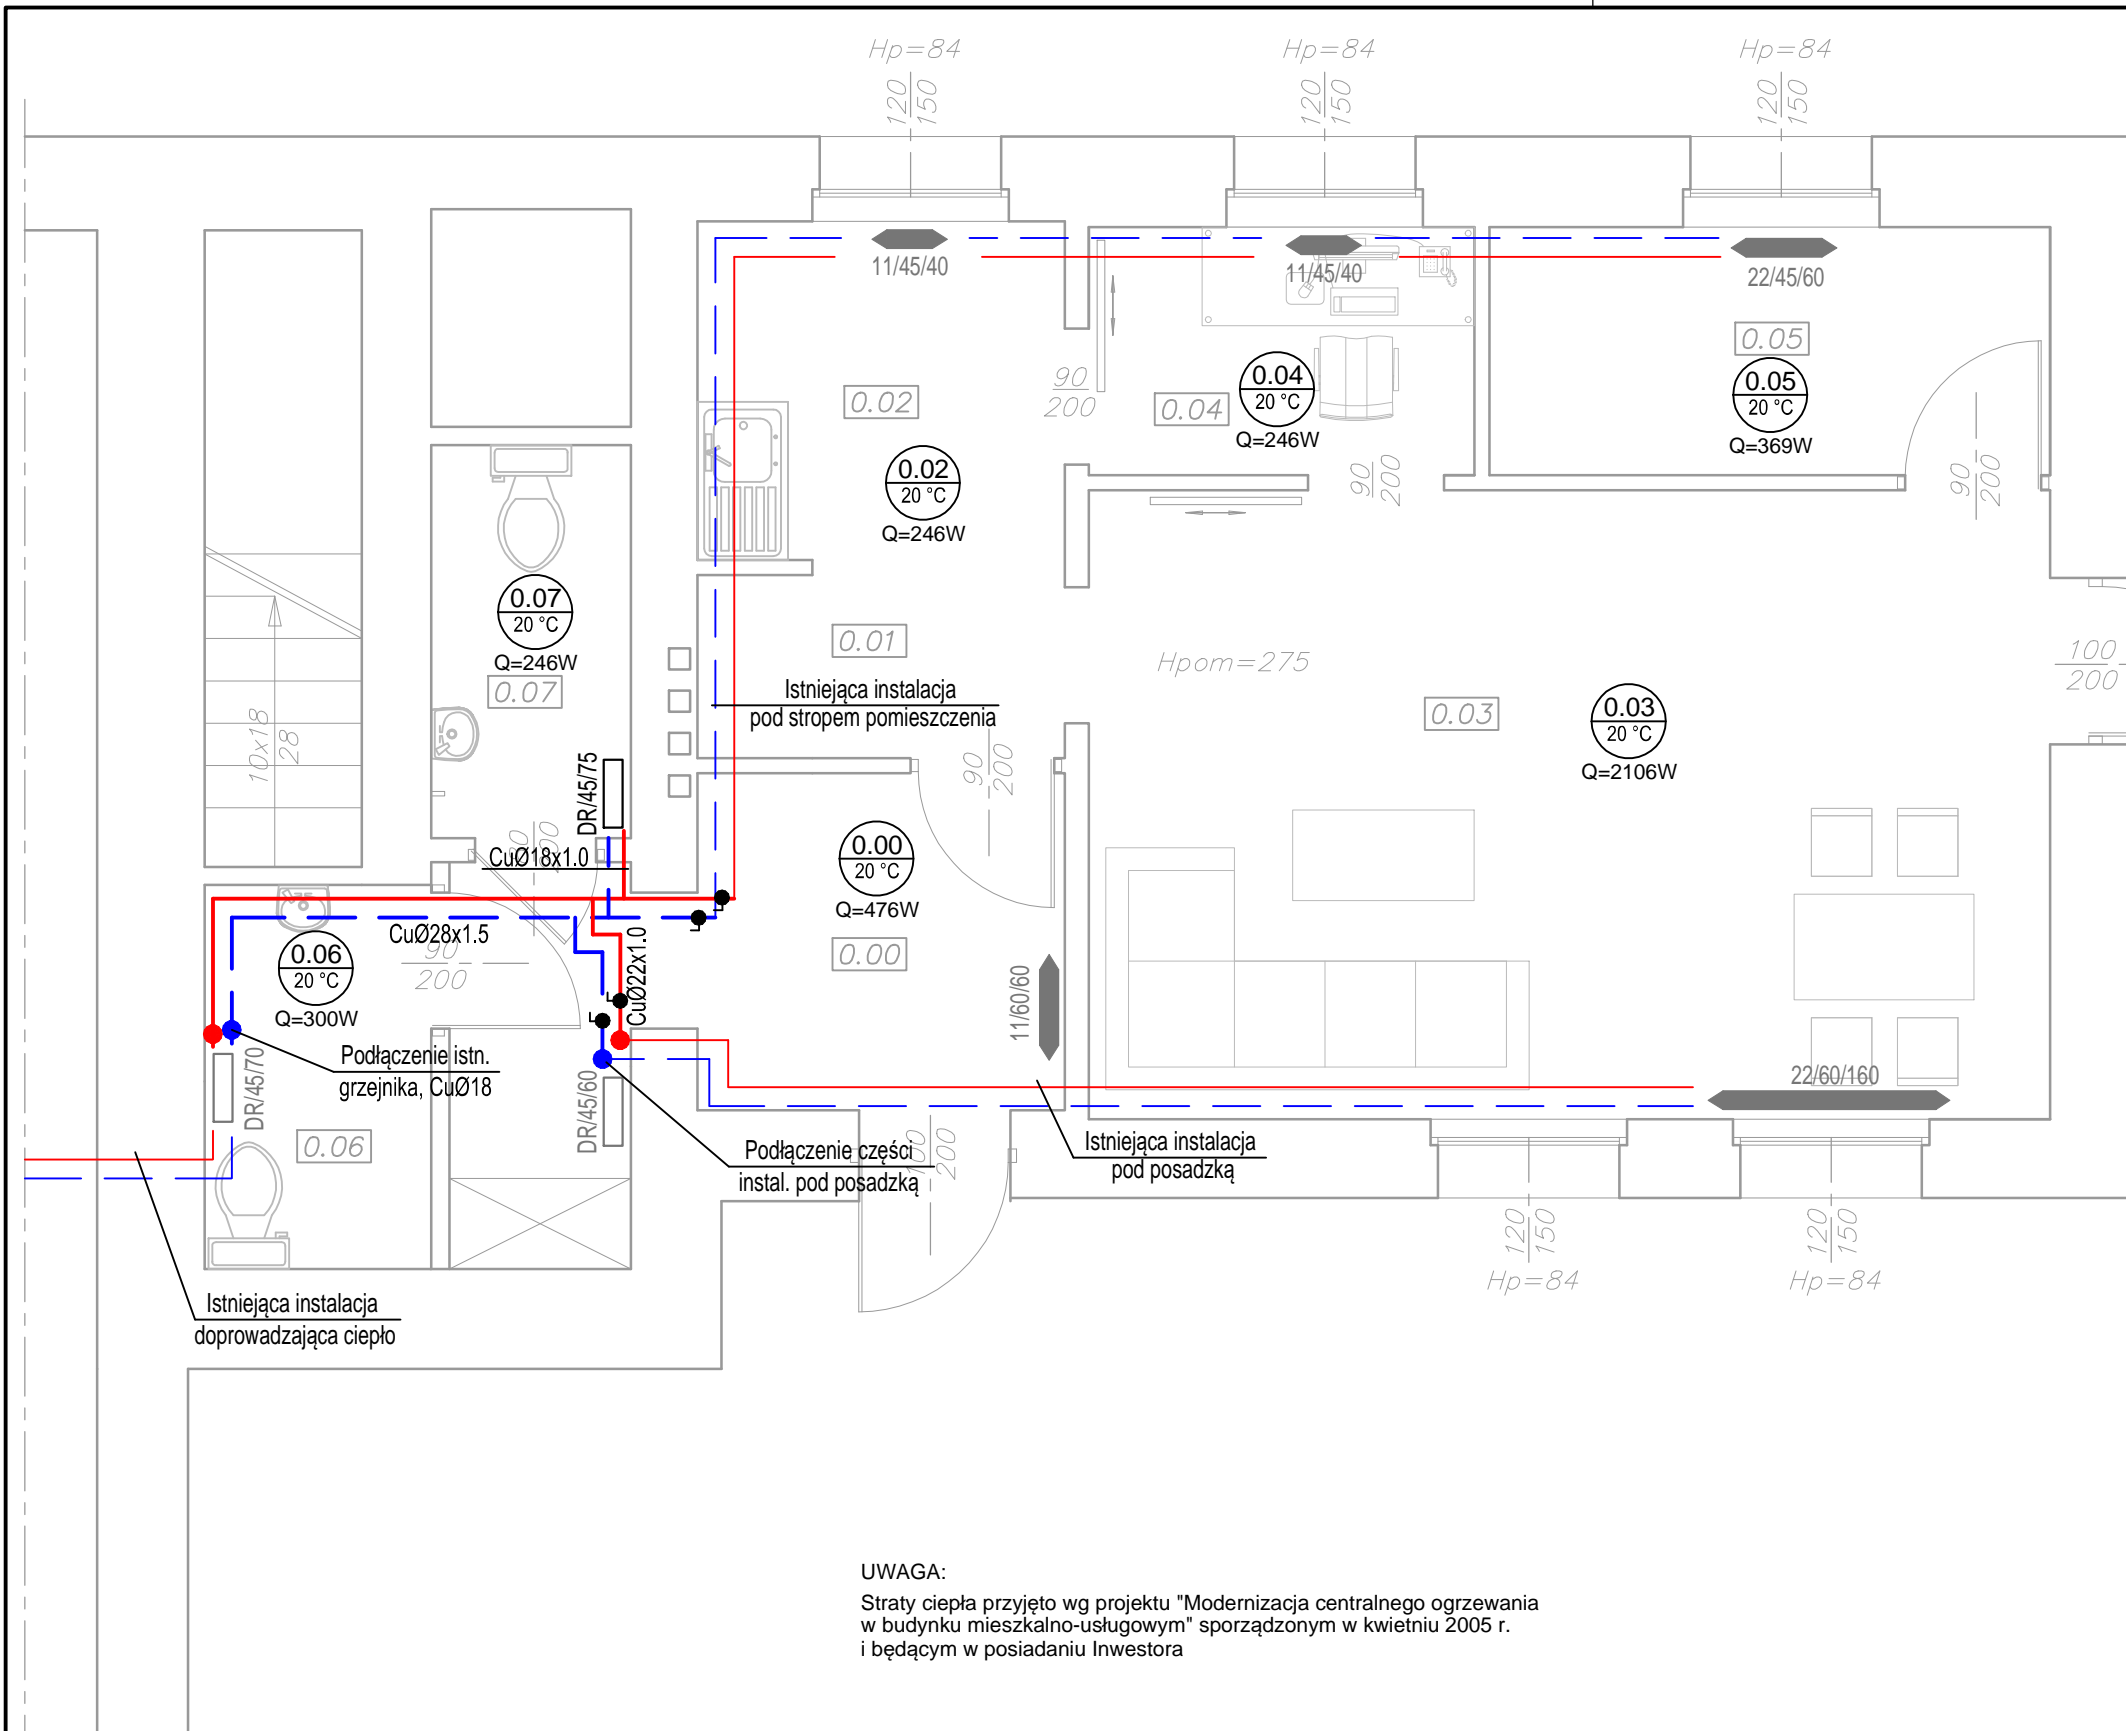 Hp=84
Hp=84
Hp=84
120
150
120
150
120
150
11/45/40
11/45/40
22/45/60
0.05
0.02
90
200
0.04
0.04
20 °C
Q=246W
0.05
20 °C
Q=369W
0.02
20 °C
Q=246W
90
200
90
200
0.07
20 °C
Q=246W
0.07
0.01
Hpom=275
100
200
Istniejąca instalacja
pod stropem pomieszczenia
0.03
0.03
20 °C
Q=2106W
10x18
28
DR/45/75
90
200
CuØ18x1.0
0.00
20 °C
Q=476W
0.00
CuØ28x1.5
90
200
CuØ22x1.0
0.06
20 °C
Q=300W
11/60/60
Podłączenie istn.
grzejnika, CuØ18
DR/45/70
DR/45/60
22/60/160
0.06
Podłączenie części
instal. pod posadzką
100
200
Istniejąca instalacja
pod posadzką
120
150
120
150
Hp=84
Hp=84
Istniejąca instalacja
doprowadzająca ciepło
UWAGA:
Straty ciepła przyjęto wg projektu "Modernizacja centralnego ogrzewania
w budynku mieszkalno-usługowym" sporządzonym w kwietniu 2005 r.
i będącym w posiadaniu Inwestora